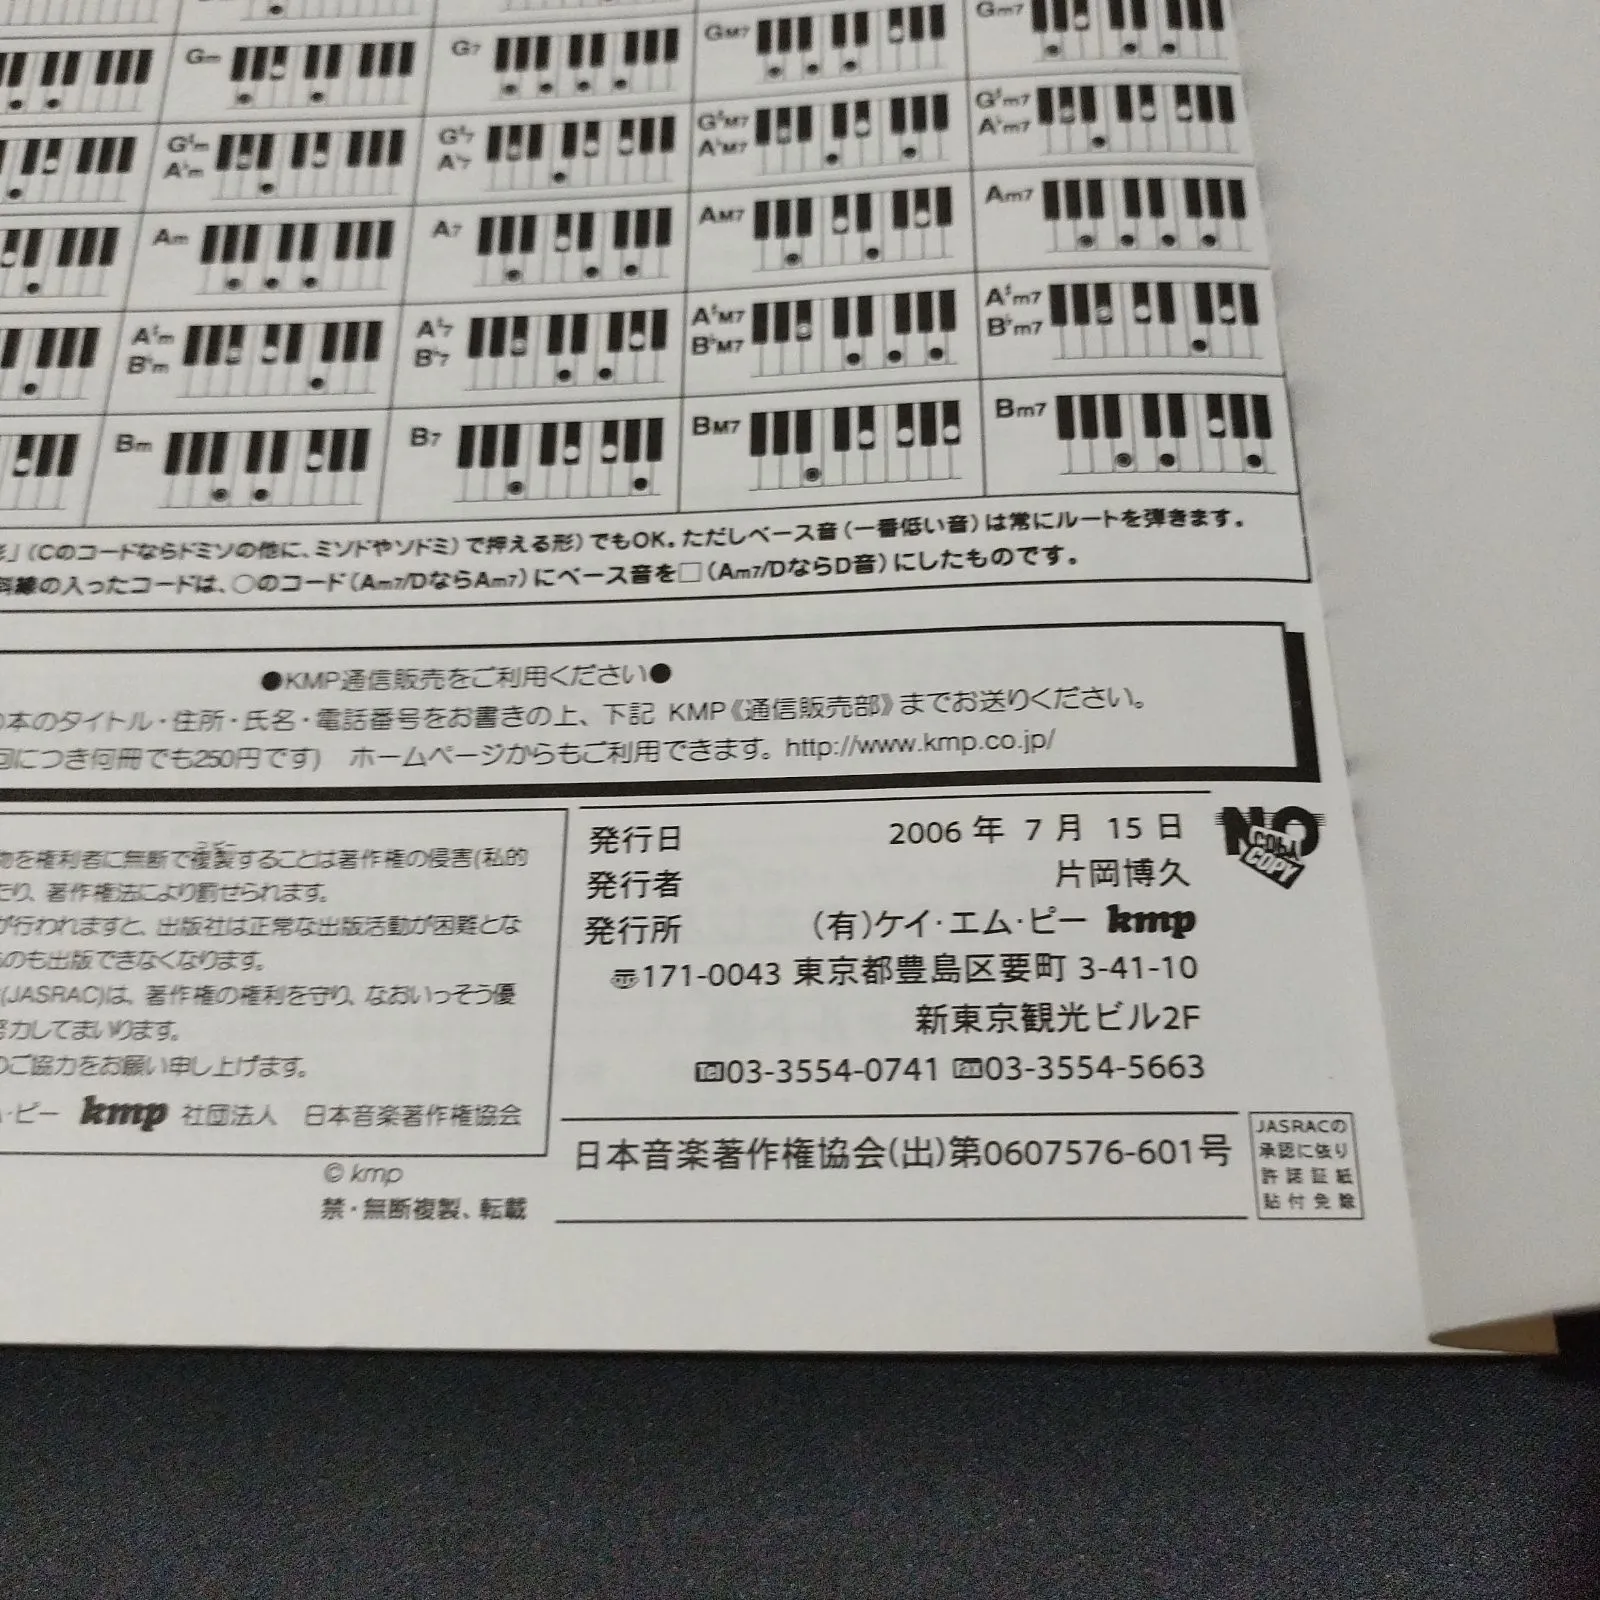 Gm7
GM7
G7
Gm
G♯m7
A♭m7
G♯M7
A♭M7
G♯7
A♭7
G♯m
A♭m
Am7
AM7
A7
Am
A♯m7
B♭m7
A♯M7
B♭M7
A♯7
B♭7
A♯m
B♭m
Bm7
BM7
B7
Bm
」(Cのコードならドミソの他に、ミソドやソドミ)で押える形)でもOK。ただしベース音(一番低い音)は常にルートを弾きます。
斜線の入ったコードは、○のコード(Am7/DならAm7)にベース音を□(Am7/DならD音)にしたものです。
●KMP通信販売をご利用ください●
本のタイトル・住所・氏名・電話番号をお書きの上、下記 KMP《通信販売部》までお送りください。
回につき何冊でも250円です) ホームページからもご利用できます。http://www.kmp.co.jp/
物を権利者に無断で複製することは著作権の侵害(私的
たり、著作権法により罰せられます。
が行われますと、出版社は正常な出版活動が困難とな
のも出版できなくなります。
(JASRAC)は、著作権の権利を守り、なおいっそう優
努力してまいります。
のご協力をお願い申し上げます。
ム・ピー kmp 社団法人 日本音楽著作権協会
© kmp
禁・無断複製、転載
発行日 2006 年 7 月 15 日
発行者 片岡博久
発行所 (有)ケイ・エム・ピー kmp
〠171-0043 東京都豊島区要町 3-41-10
新東京観光ビル2F
Tel03-3554-0741 Fax03-3554-5663
NO COPY COPY
日本音楽著作権協会(出)第0607576-601号
JASRACの
承認に依り
許諾証紙
貼付免除